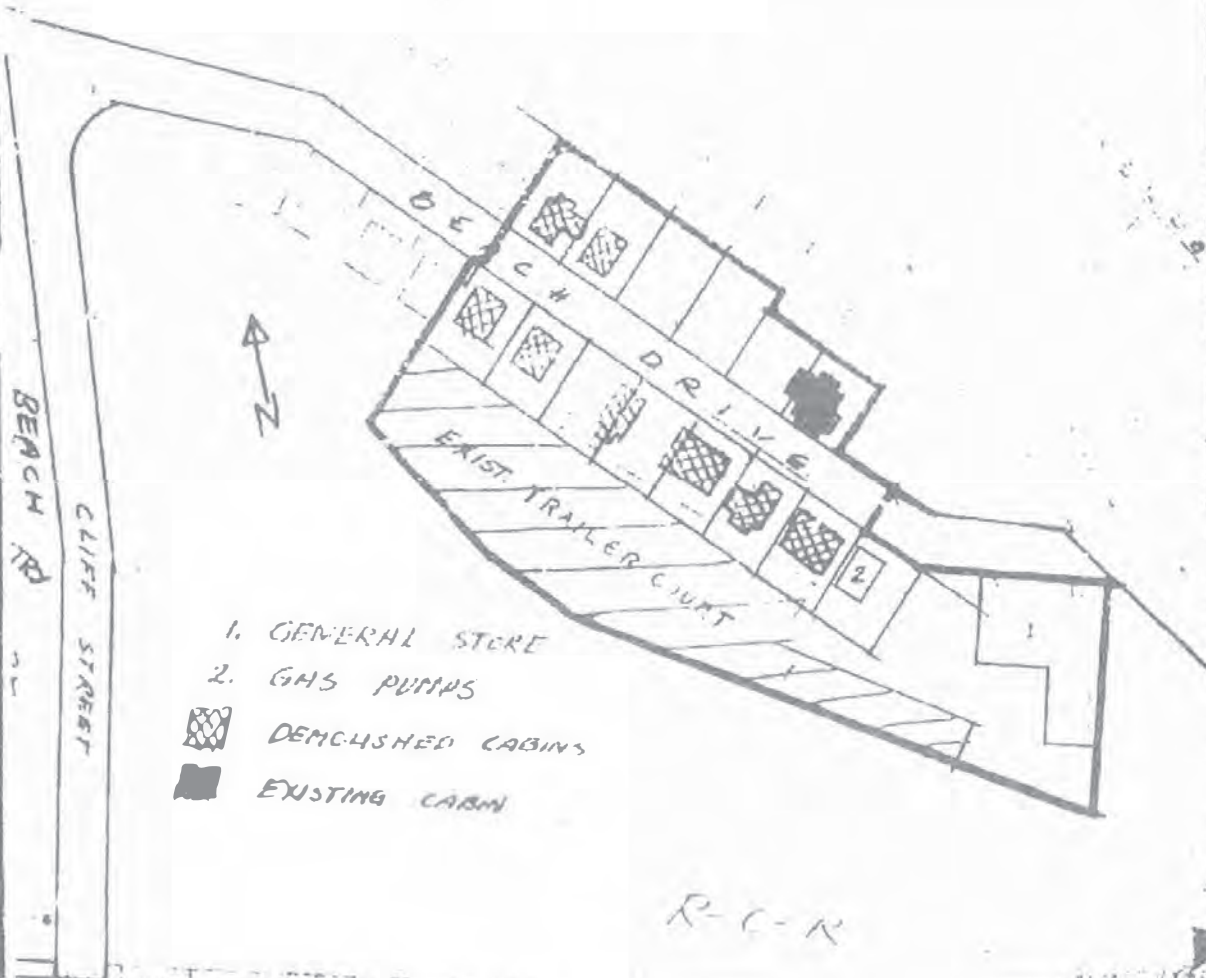 BEACH DRIVE
EXIST. TRAILER COURT
2
1
N
BEACH
CLIFF STREET
1. GENERAL STORE
2. GAS PUMPS
DEMOLISHED CABINS
EXISTING CABIN
R-C-R